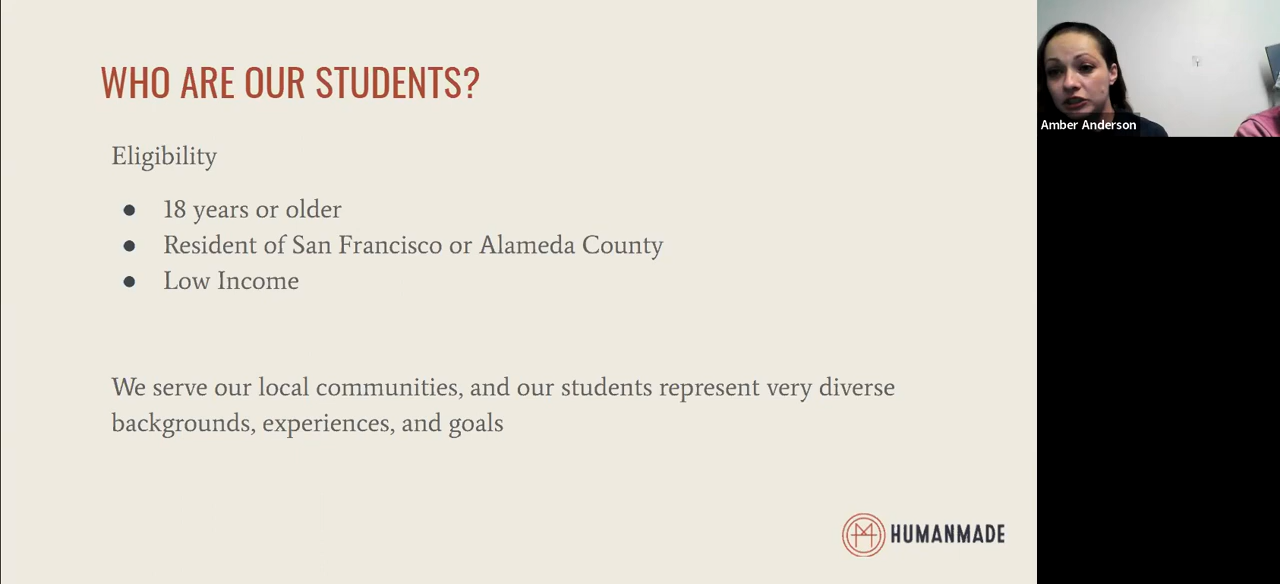 WHO ARE OUR STUDENTS?
Eligibility
● 18 years or older
● Resident of San Francisco or Alameda County
● Low Income
We serve our local communities, and our students represent very diverse
backgrounds, experiences, and goals
HUMANMADE
Amber Anderson